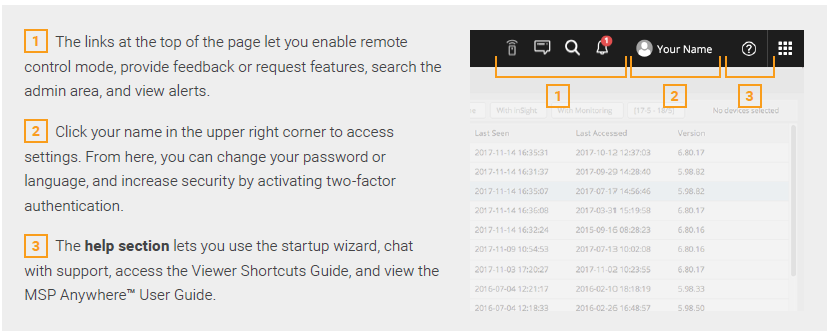 1 The links at the top of the page let you enable remote
control mode, provide feedback or request features, search the
admin area, and view alerts.
2 Click your name in the upper right corner to access
settings. From here, you can change your password or
language, and increase security by activating two-factor
authentication.
3 The help section lets you use the startup wizard, chat
with support, access the Viewer Shortcuts Guide, and view the
MSP Anywhere™ User Guide.
1 Your Name
1 2 3
With InSight With Monitoring No devices selected
Last Seen Last Accessed Version
2017-11-14 16:35:31 2017-10-12 12:37:03 6.80.17
2017-11-14 16:31:37 2017-09-29 14:28:40 5.98.82
2017-11-14 16:35:07 2017-07-17 14:56:46 5.98.82
2017-11-14 16:36:08 2017-03-31 15:19:58 6.80.17
2017-11-14 16:32:24 2015-09-16 08:28:23 6.80.16
2017-11-09 10:54:53 2017-07-13 10:02:08 6.80.16
2017-11-03 17:20:27 2017-11-02 10:23:55 6.80.17
2016-07-04 12:21:17 2016-02-10 18:18:19 5.98.33
2016-07-04 12:18:33 2016-02-26 16:48:57 5.98.50